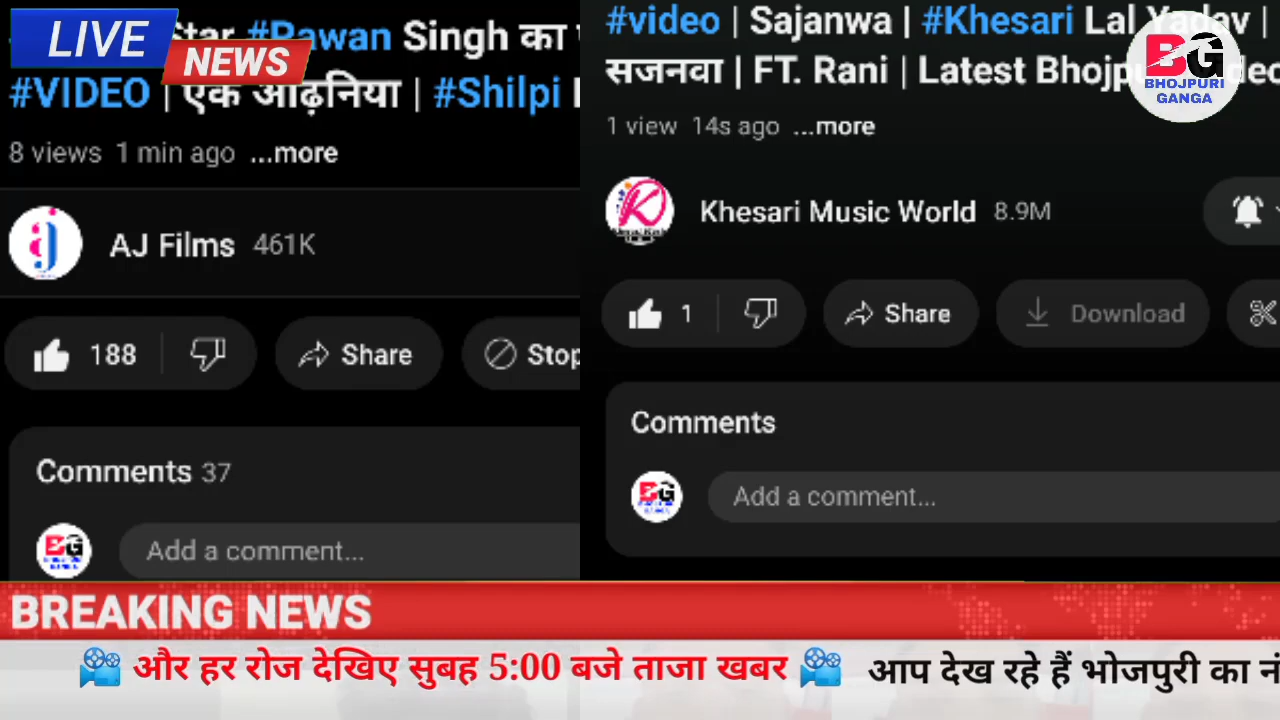 LIVE
NEWS
Star #Pawan Singh का
#VIDEO | एक ओढ़निया | #Shilpi
8 views 1 min ago ...more
AJ Films 461K
188
Share
Stop
Comments 37
Add a comment...
#video | Sajanwa | #Khesari Lal Yadav |
सजनवा | FT. Rani | Latest
1 view 14s ago ...more
Khesari Music World 8.9M
1
Share
Download
Comments
Add a comment...
BG
BHOJPURI
GANGA
BREAKING NEWS
और हर रोज देखिए सुबह 5:00 बजे ताजा खबर
आप देख रहे हैं भोजपुरी का